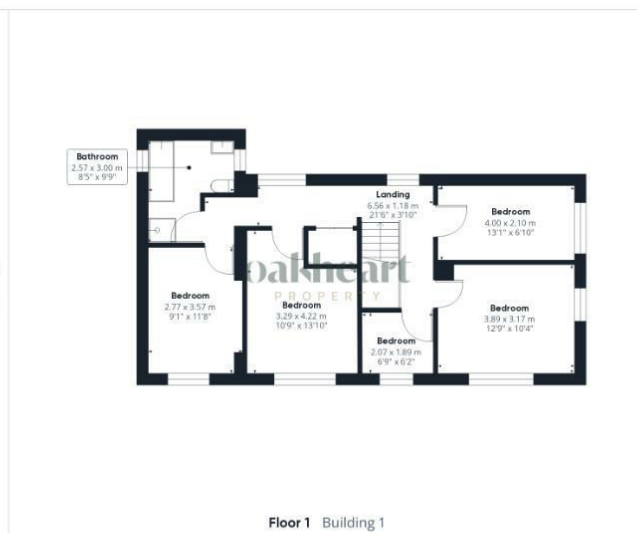 Bathroom
2.57 x 3.00 m
8'5" x 9'9"
Landing
6.56 x 1.18 m
21'6" x 3'10"
Bedroom
4.00 x 2.10 m
13'1" x 6'10"
oakheart
PROPERTY
Bedroom
2.77 x 3.57 m
9'1" x 11'8"
Bedroom
3.29 x 4.22 m
10'9" x 13'10"
Bedroom
3.89 x 3.17 m
12'9" x 10'4"
Bedroom
2.07 x 1.89 m
6'9" x 6'2"
Floor 1 Building 1